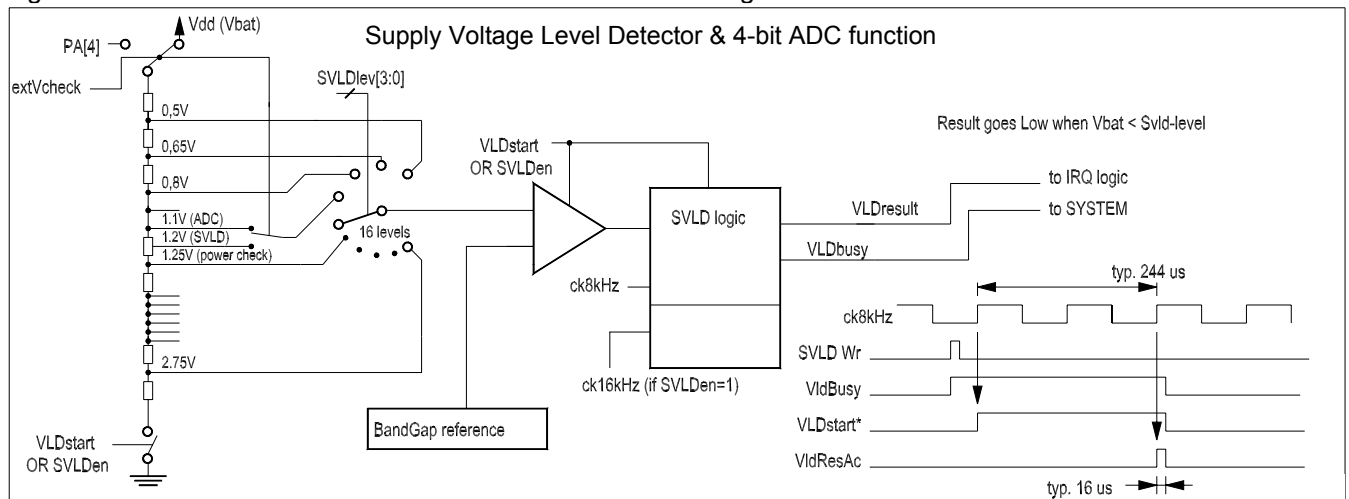 Supply Voltage Level Detector & 4-bit ADC function
Vdd (Vbat)
PA[4]
extVcheck
SVLDlev[3:0]
0,5V
0,65V
0,8V
1.1V (ADC)
1.2V (SVLD)
1.25V (power check)
2.75V
16 levels
VLDstart
OR SVLDen
VLDstart
OR SVLDen
BandGap reference
SVLD logic
ck8kHz
ck16kHz (if SVLDen=1)
VLDresult
VLDbusy
Result goes Low when Vbat < Svld-level
to IRQ logic
to SYSTEM
typ. 244 us
ck8kHz
SVLD Wr
VldBusy
VLDstart*
VldResAc
typ. 16 us